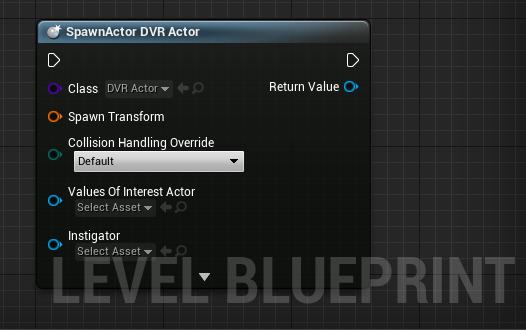 SpawnActor DVR Actor
Class DVR Actor
Return Value
Spawn Transform
Collision Handling Override
Default
Values Of Interest Actor
Select Asset
Instigator
Select Asset
LEVEL BLUEPRINT